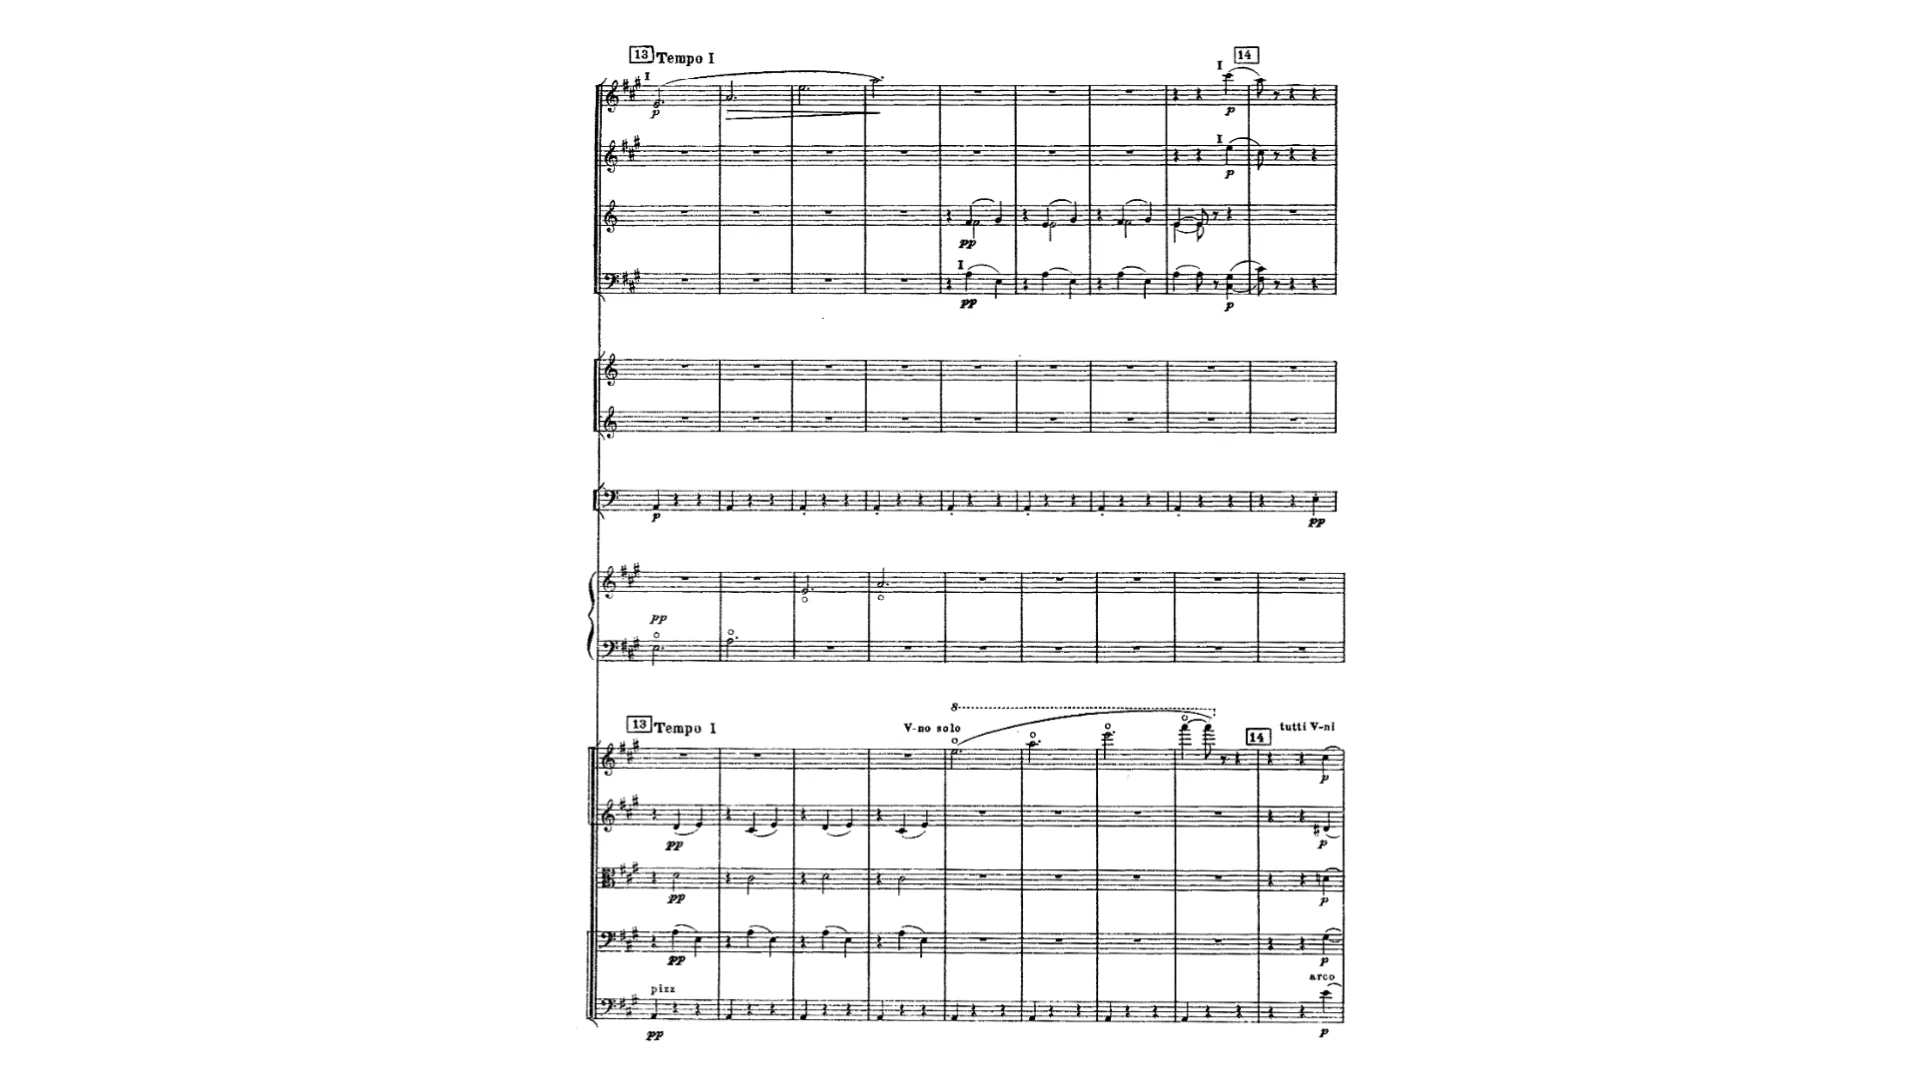 13 Tempo I 14
I I
p p
I
p
pp
I
pp p
p pp
pp
8
13 Tempo I V-no solo 14 tutti V-ni
p
pp p
pp p
pp p
pizz arco
pp p